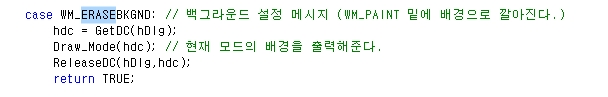 case WM_ERASEBKGND: // 백그라운드 설정 메시지 (WM_PAINT 밑에 배경으로 깔아진다.)
hdc = GetDC(hDlg);
Draw_Mode(hdc); // 현재 모드의 배경을 출력해준다.
ReleaseDC(hDlg,hdc);
return TRUE;